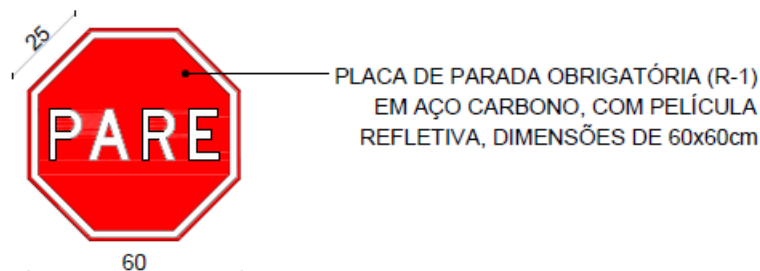 25
PARE
60
PLACA DE PARADA OBRIGATÓRIA (R-1)
EM AÇO CARBONO, COM PELÍCULA
REFLETIVA, DIMENSÕES DE 60x60cm